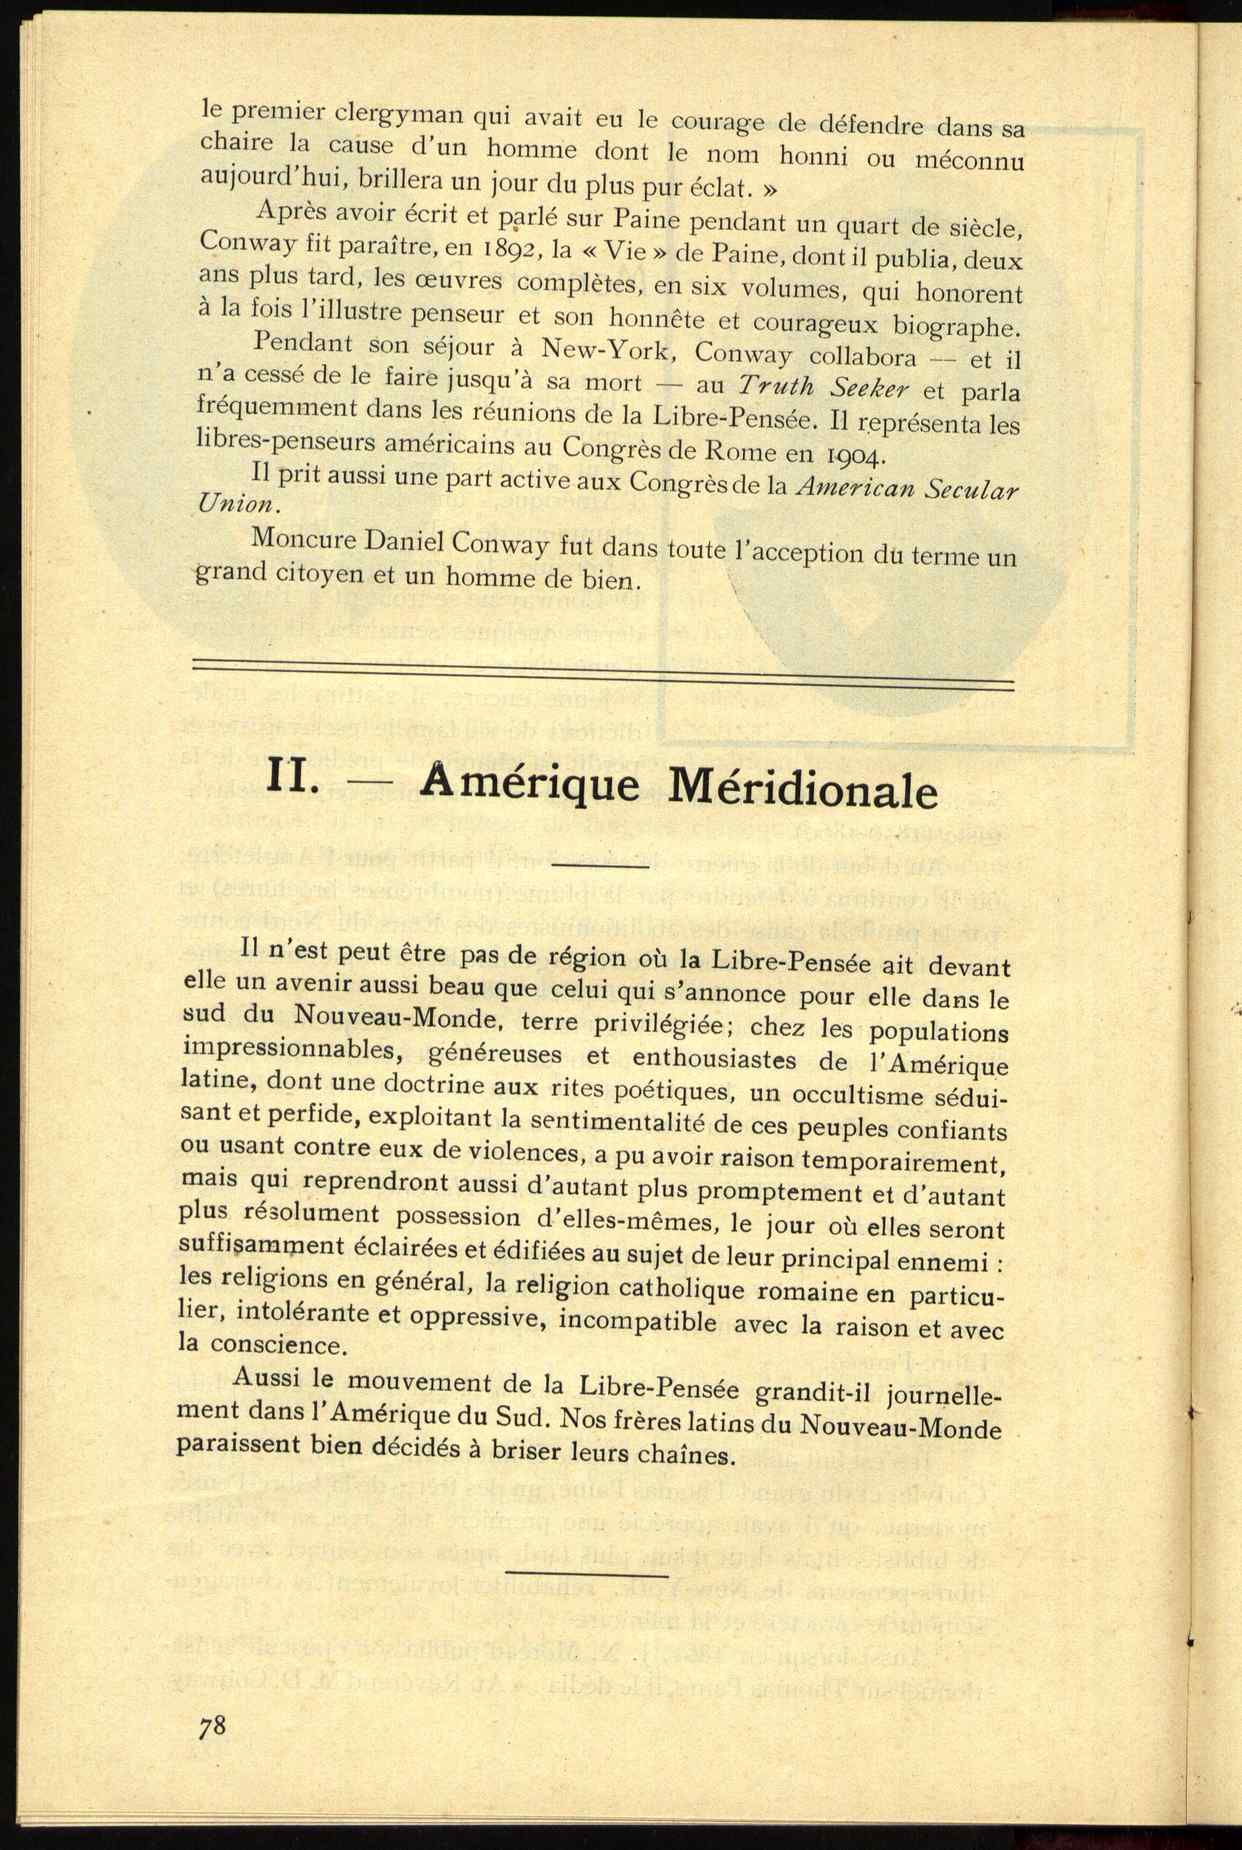 le premier clergyman qui avait eu le courage de défendre dans sa
chaire la cause d'un homme dont le nom honni ou méconnu
aujourd'hui, brillera un jour du plus pur éclat. »
Après avoir écrit et parlé sur Paine pendant un quart de siècle,
Conway fit paraître, en 1892, la « Vie » de Paine, dont il publia, deux
ans plus tard, les œuvres complètes, en six volumes, qui honorent
à la fois l'illustre penseur et son honnête et courageux biographe.
Pendant son séjour à New-York, Conway collabora — et il
n'a cessé de le faire jusqu'à sa mort — au Truth Seeker et parla
fréquemment dans les réunions de la Libre-Pensée. Il représenta les
libres-penseurs américains au Congrès de Rome en 1904.
Il prit aussi une part active aux Congrès de la American Secular
Union.
Moncure Daniel Conway fut dans toute l'acception du terme un
grand citoyen et un homme de bien.
II. — Amérique Méridionale
Il n'est peut être pas de région où la Libre-Pensée ait devant
elle un avenir aussi beau que celui qui s'annonce pour elle dans le
sud du Nouveau-Monde, terre privilégiée; chez les populations
impressionnables, généreuses et enthousiastes de l'Amérique
latine, dont une doctrine aux rites poétiques, un occultisme sédui-
sant et perfide, exploitant la sentimentalité de ces peuples confiants
ou usant contre eux de violences, a pu avoir raison temporairement,
mais qui reprendront aussi d'autant plus promptement et d'autant
plus résolument possession d'elles-mêmes, le jour où elles seront
suffisamment éclairées et édifiées au sujet de leur principal ennemi :
les religions en général, la religion catholique romaine en particu-
lier, intolérante et oppressive, incompatible avec la raison et avec
la conscience.
Aussi le mouvement de la Libre-Pensée grandit-il journelle-
ment dans l'Amérique du Sud. Nos frères latins du Nouveau-Monde
paraissent bien décidés à briser leurs chaînes.
78